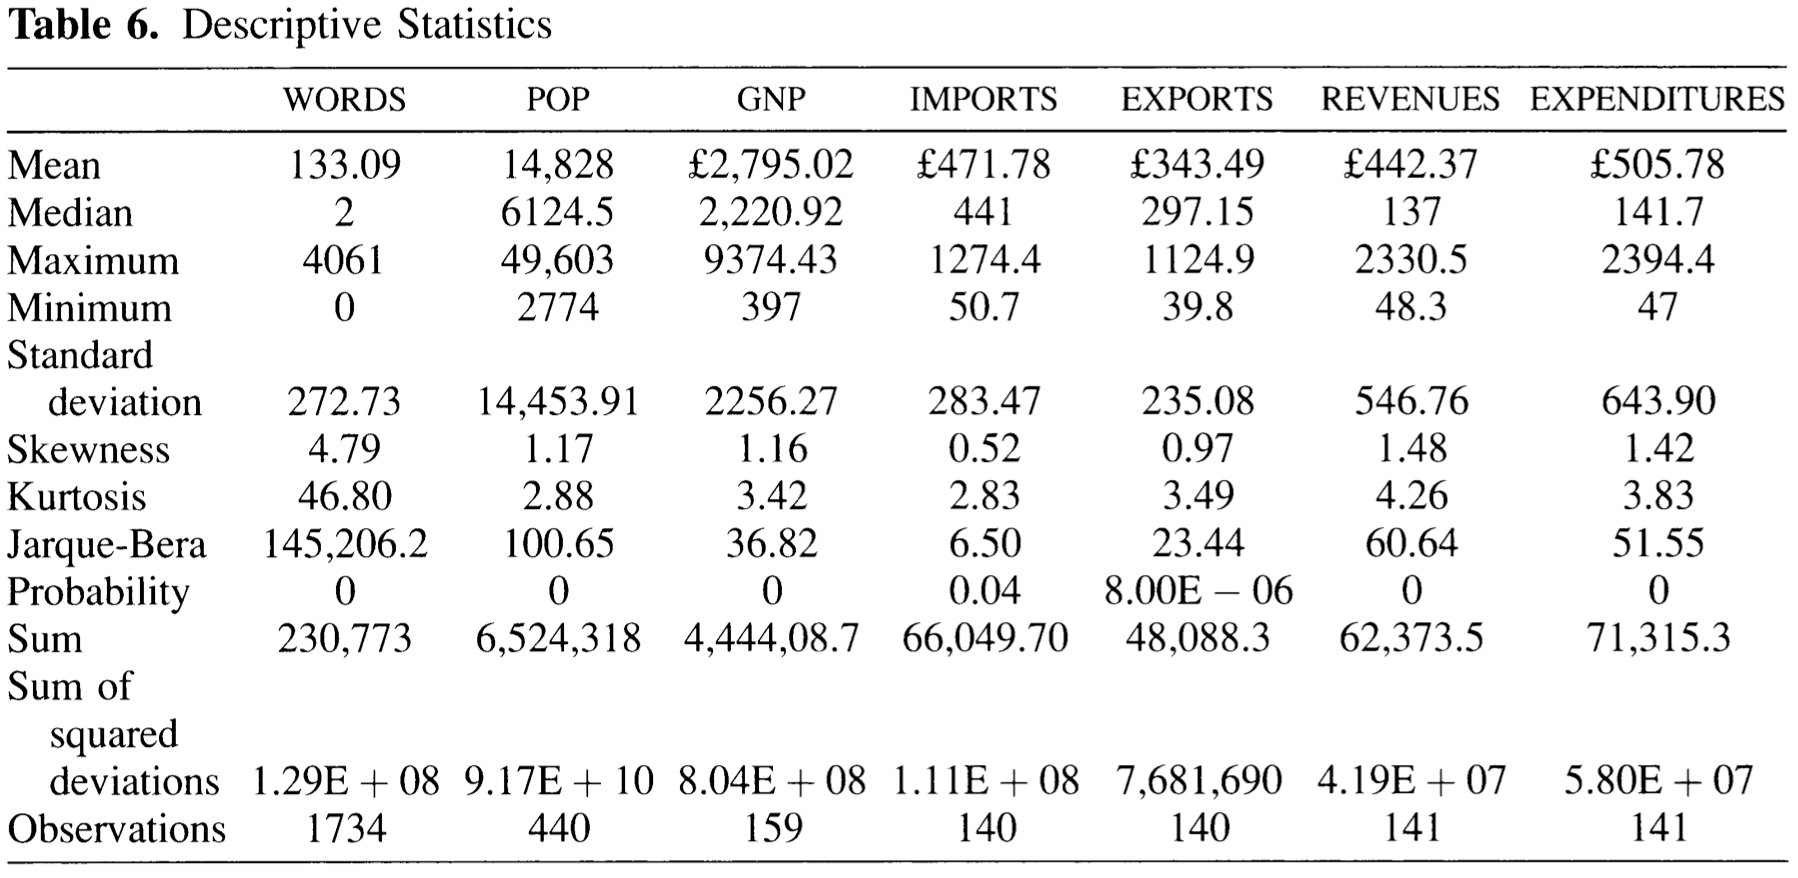 Table 6. Descriptive Statistics
WORDS POP GNP IMPORTS EXPORTS REVENUES EXPENDITURES
Mean 133.09 14,828 £2,795.02 £471.78 £343.49 £442.37 £505.78
Median 2 6124.5 2,220.92 441 297.15 137 141.7
Maximum 4061 49,603 9374.43 1274.4 1124.9 2330.5 2394.4
Minimum 0 2774 397 50.7 39.8 48.3 47
Standard
deviation 272.73 14,453.91 2256.27 283.47 235.08 546.76 643.90
Skewness 4.79 1.17 1.16 0.52 0.97 1.48 1.42
Kurtosis 46.80 2.88 3.42 2.83 3.49 4.26 3.83
Jarque-Bera 145,206.2 100.65 36.82 6.50 23.44 60.64 51.55
Probability 0 0 0 0.04 8.00E − 06 0 0
Sum 230,773 6,524,318 4,444,08.7 66,049.70 48,088.3 62,373.5 71,315.3
Sum of
squared
deviations 1.29E + 08 9.17E + 10 8.04E + 08 1.11E + 08 7,681,690 4.19E + 07 5.80E + 07
Observations 1734 440 159 140 140 141 141